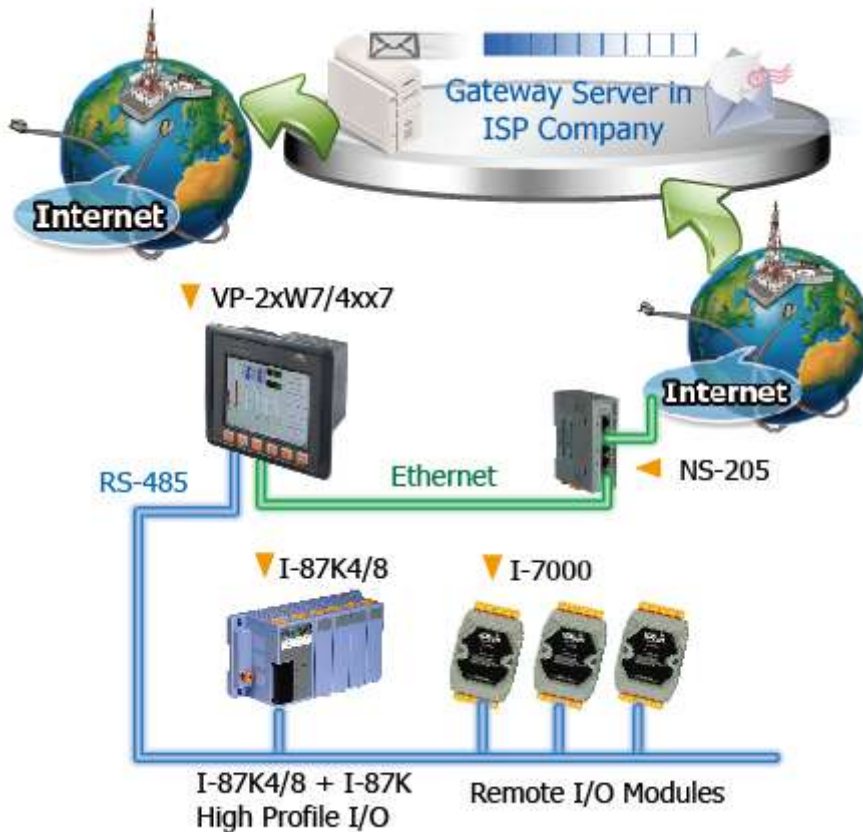 Gateway Server in
ISP Company
Internet
VP-2xW7/4xx7
Internet
RS-485
Ethernet
NS-205
I-87K4/8
I-7000
I-87K4/8 + I-87K
High Profile I/O
Remote I/O Modules